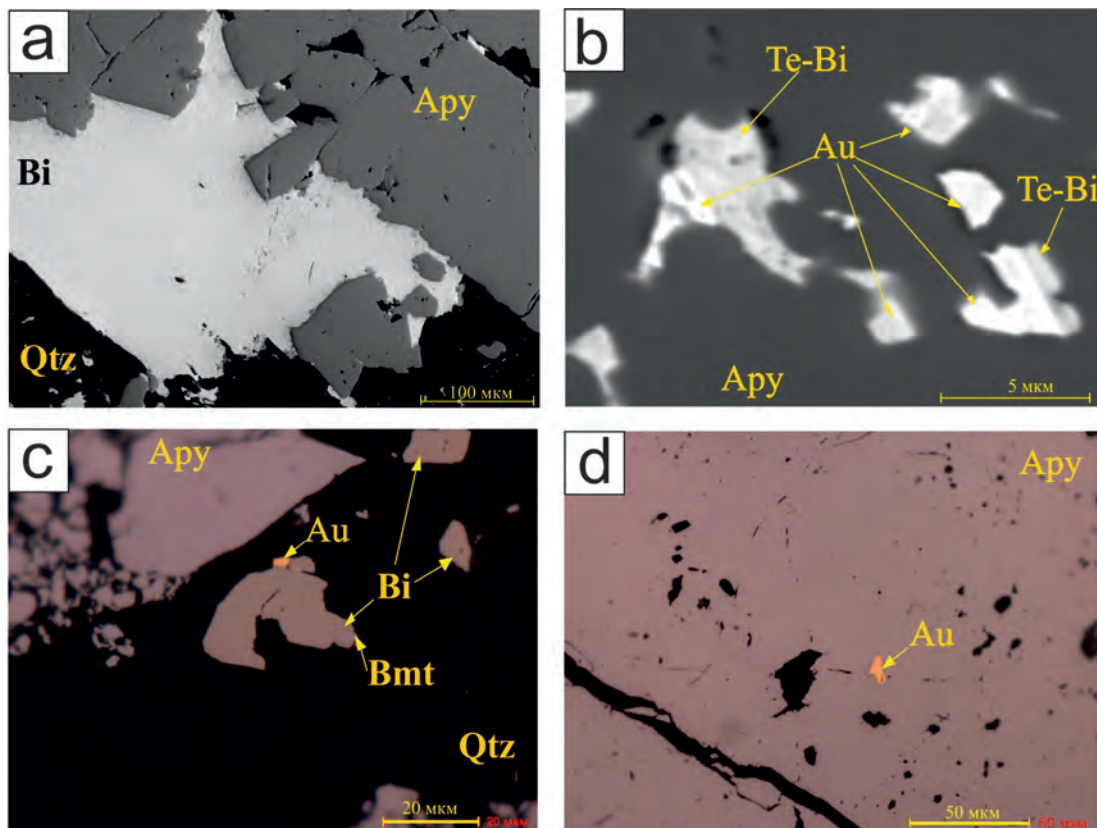 a
Apy
Bi
Qtz
100 мкм
b
Te-Bi
Au
Te-Bi
Apy
5 мкм
c
Apy
Au
Bi
Bmt
Qtz
20 мкм
20 мкм
d
Apy
Au
50 мкм
50 мкм